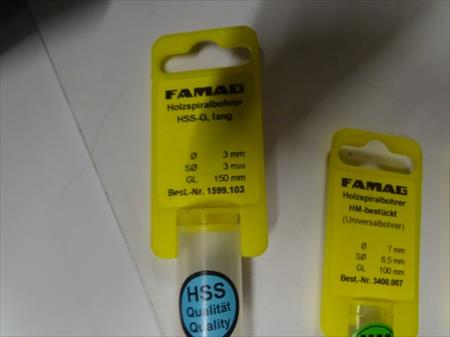 FAMAG
Holzspiralbohrer
HSS-G, lang
Ø 3 mm
SØ 3 mm
GL 150 mm
Best.-Nr. 1599.103
HSS
Qualität
Quality
FAMAG
Holzspiralbohrer
HM-bestückt
(Universalbohrer)
Ø 7 mm
SØ 6,5 mm
GL 100 mm
Best.-Nr. 3400.007